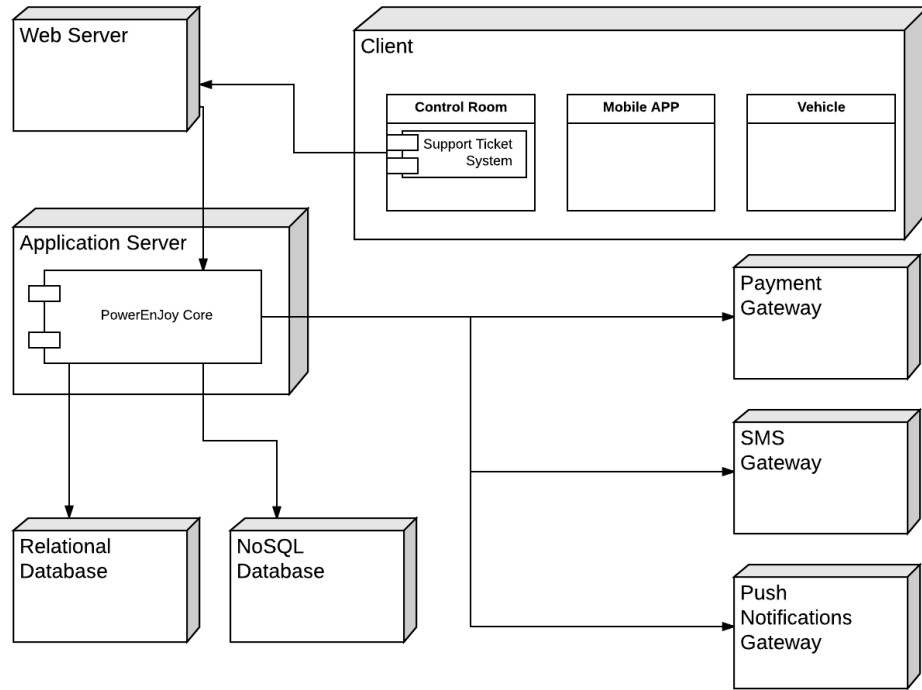 Web Server
Client
Control Room
Mobile APP
Vehicle
Support Ticket
System
Application Server
PowerEnJoy Core
Payment
Gateway
SMS
Gateway
Relational
Database
NoSQL
Database
Push
Notifications
Gateway